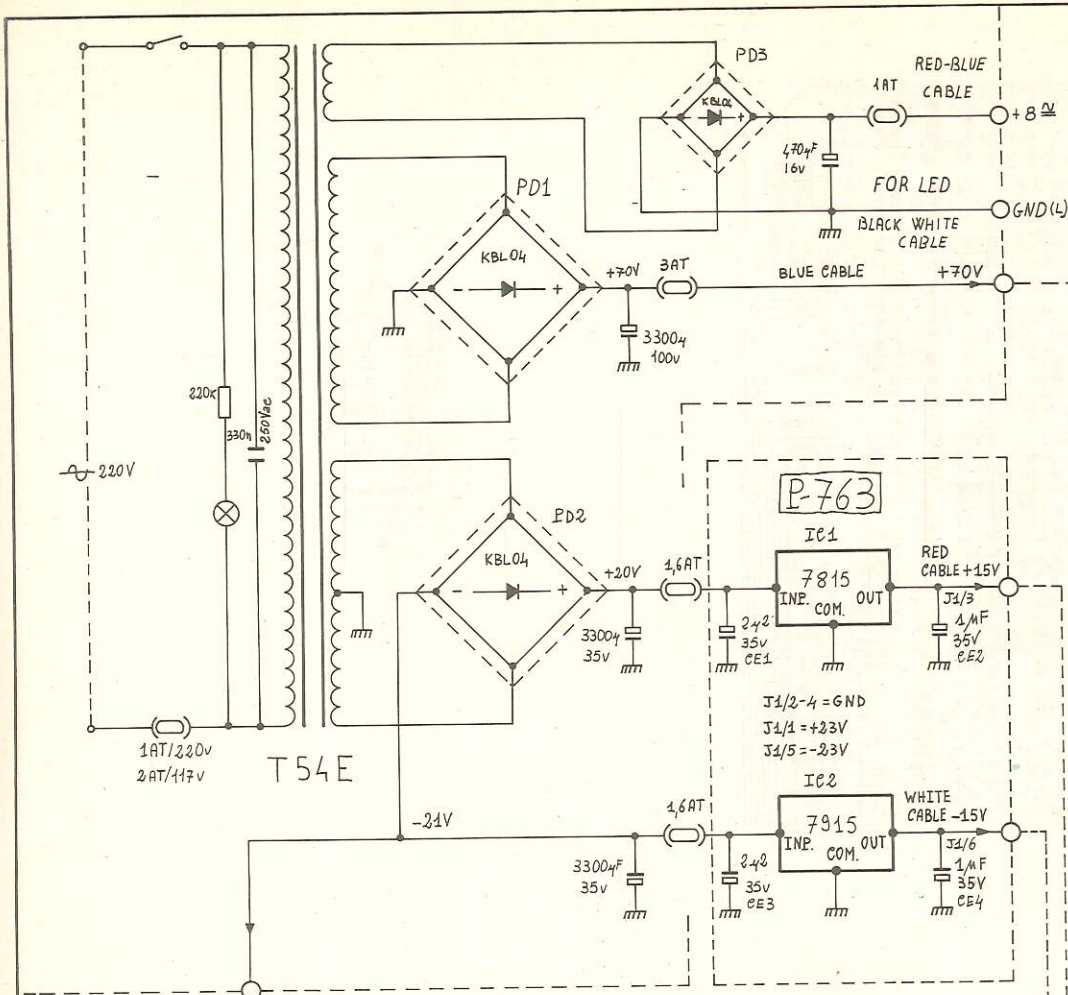 PD3
RED-BLUE
CABLE
1AT
KBL04
+8
470µF
16V
FOR LED
GND(L)
BLACK WHITE
CABLE
PD1
KBL04
- +
+70V
3AT
BLUE CABLE
+70V
3300µ
100V
220K
330n
250Vac
220V
PD2
KBL04
- +
+20V
1,6AT
3300µ
35V
P-763
IC1
7815
INP. OUT
COM.
RED
CABLE +15V
J1/3
2µ2
35V
CE1
1µF
35V
CE2
J1/2-4 = GND
J1/1 = +23V
J1/5 = -23V
1AT/220V
2AT/117V
T54E
-21V
1,6AT
3300µF
35V
IC2
7915
INP. OUT
COM.
WHITE
CABLE -15V
J1/6
2µ2
35V
CE3
1µF
35V
CE4